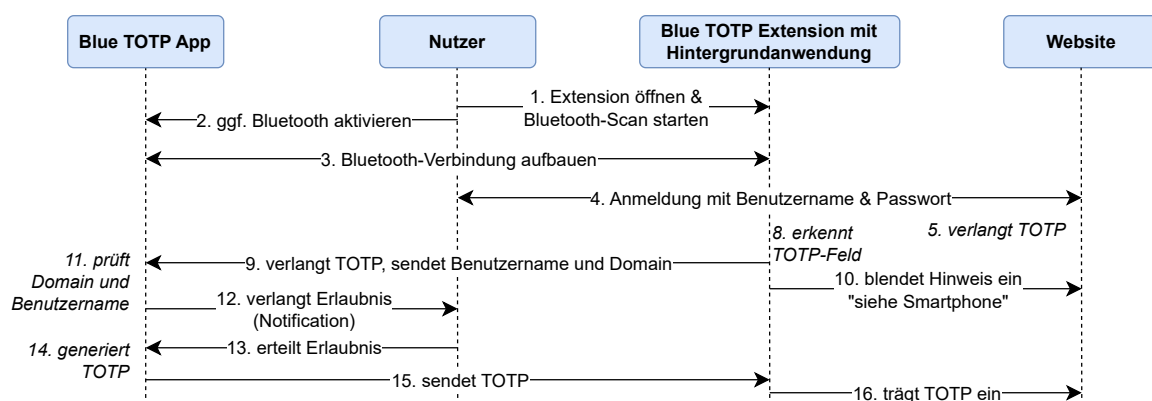 Blue TOTP App
Nutzer
Blue TOTP Extension mit
Hintergrundanwendung
Website
1. Extension öffnen &
Bluetooth-Scan starten
2. ggf. Bluetooth aktivieren
3. Bluetooth-Verbindung aufbauen
4. Anmeldung mit Benutzername & Passwort
5. verlangt TOTP
8. erkennt
TOTP-Feld
9. verlangt TOTP, sendet Benutzername und Domain
10. blendet Hinweis ein
"siehe Smartphone"
11. prüft
Domain und
Benutzername
12. verlangt Erlaubnis
(Notification)
13. erteilt Erlaubnis
14. generiert
TOTP
15. sendet TOTP
16. trägt TOTP ein